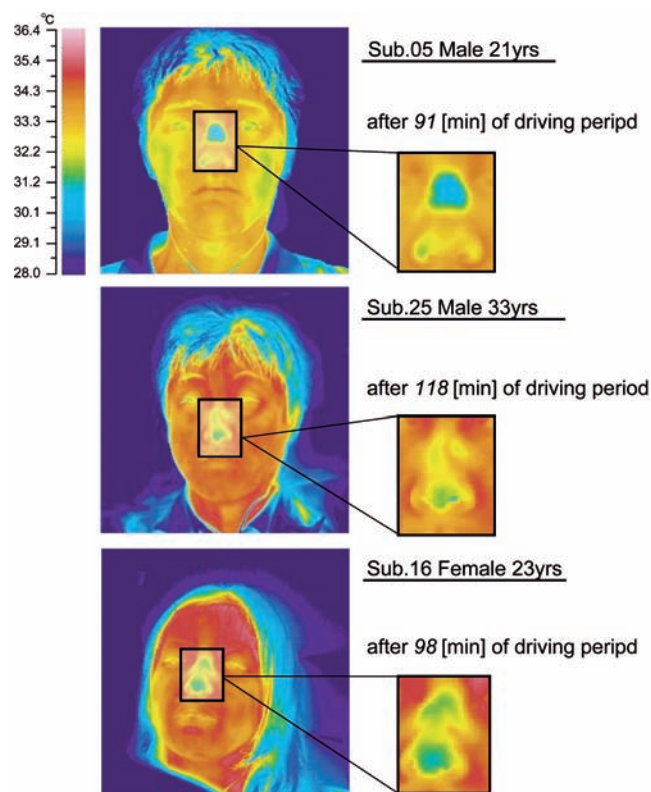 ℃
36.4
35.4
34.3
33.3
32.2
31.2
30.1
29.1
28.0
Sub.05 Male 21yrs
after 91 [min] of driving peripd
Sub.25 Male 33yrs
after 118 [min] of driving period
Sub.16 Female 23yrs
after 98 [min] of driving peripd